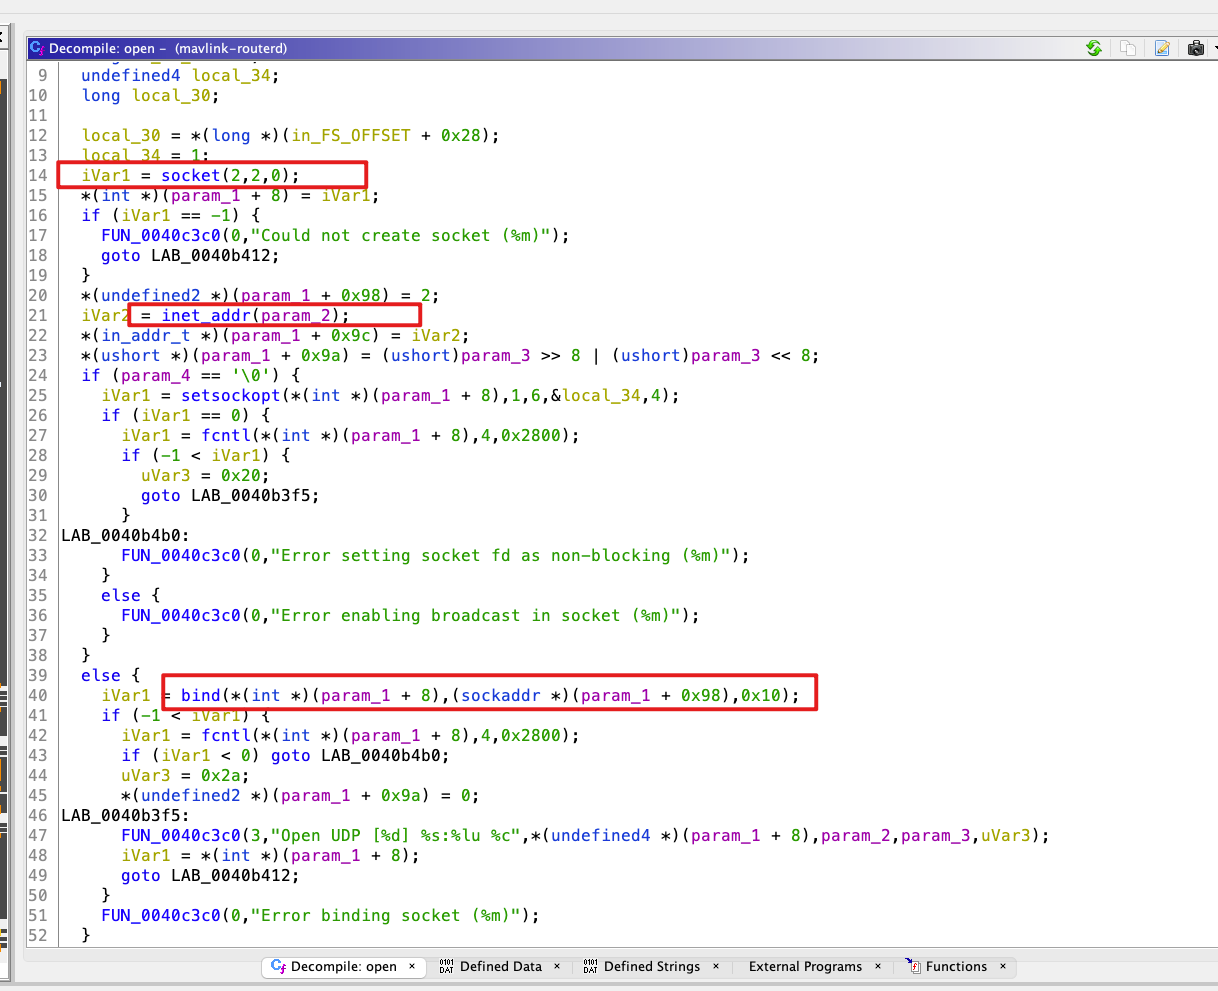 Decompile: open - (mavlink-routerd)
9 undefined4 local_34;
10 long local_30;
11
12 local_30 = *(long *)(in_FS_OFFSET + 0x28);
13 local_34 = 1;
14 iVar1 = socket(2,2,0);
15 *(int *)(param_1 + 8) = iVar1;
16 if (iVar1 == -1) {
17 FUN_0040c3c0(0,"Could not create socket (%m)");
18 goto LAB_0040b412;
19 }
20 *(undefined2 *)(param_1 + 0x98) = 2;
21 iVar2 = inet_addr(param_2);
22 *(in_addr_t *)(param_1 + 0x9c) = iVar2;
23 *(ushort *)(param_1 + 0x9a) = (ushort)param_3 >> 8 | (ushort)param_3 << 8;
24 if (param_4 == '\0') {
25 iVar1 = setsockopt(*(int *)(param_1 + 8),1,6,&local_34,4);
26 if (iVar1 == 0) {
27 iVar1 = fcntl(*(int *)(param_1 + 8),4,0x2800);
28 if (-1 < iVar1) {
29 uVar3 = 0x20;
30 goto LAB_0040b3f5;
31 }
32 LAB_0040b4b0:
33 FUN_0040c3c0(0,"Error setting socket fd as non-blocking (%m)");
34 }
35 else {
36 FUN_0040c3c0(0,"Error enabling broadcast in socket (%m)");
37 }
38 }
39 else {
40 iVar1 = bind(*(int *)(param_1 + 8),(sockaddr *)(param_1 + 0x98),0x10);
41 if (-1 < iVar1) {
42 iVar1 = fcntl(*(int *)(param_1 + 8),4,0x2800);
43 if (iVar1 < 0) goto LAB_0040b4b0;
44 uVar3 = 0x2a;
45 *(undefined2 *)(param_1 + 0x9a) = 0;
46 LAB_0040b3f5:
47 FUN_0040c3c0(3,"Open UDP [%d] %s:%lu %c",*(undefined4 *)(param_1 + 8),param_2,param_3,uVar3);
48 iVar1 = *(int *)(param_1 + 8);
49 goto LAB_0040b412;
50 }
51 FUN_0040c3c0(0,"Error binding socket (%m)");
52 }
Decompile: open × Defined Data × Defined Strings × External Programs × Functions ×